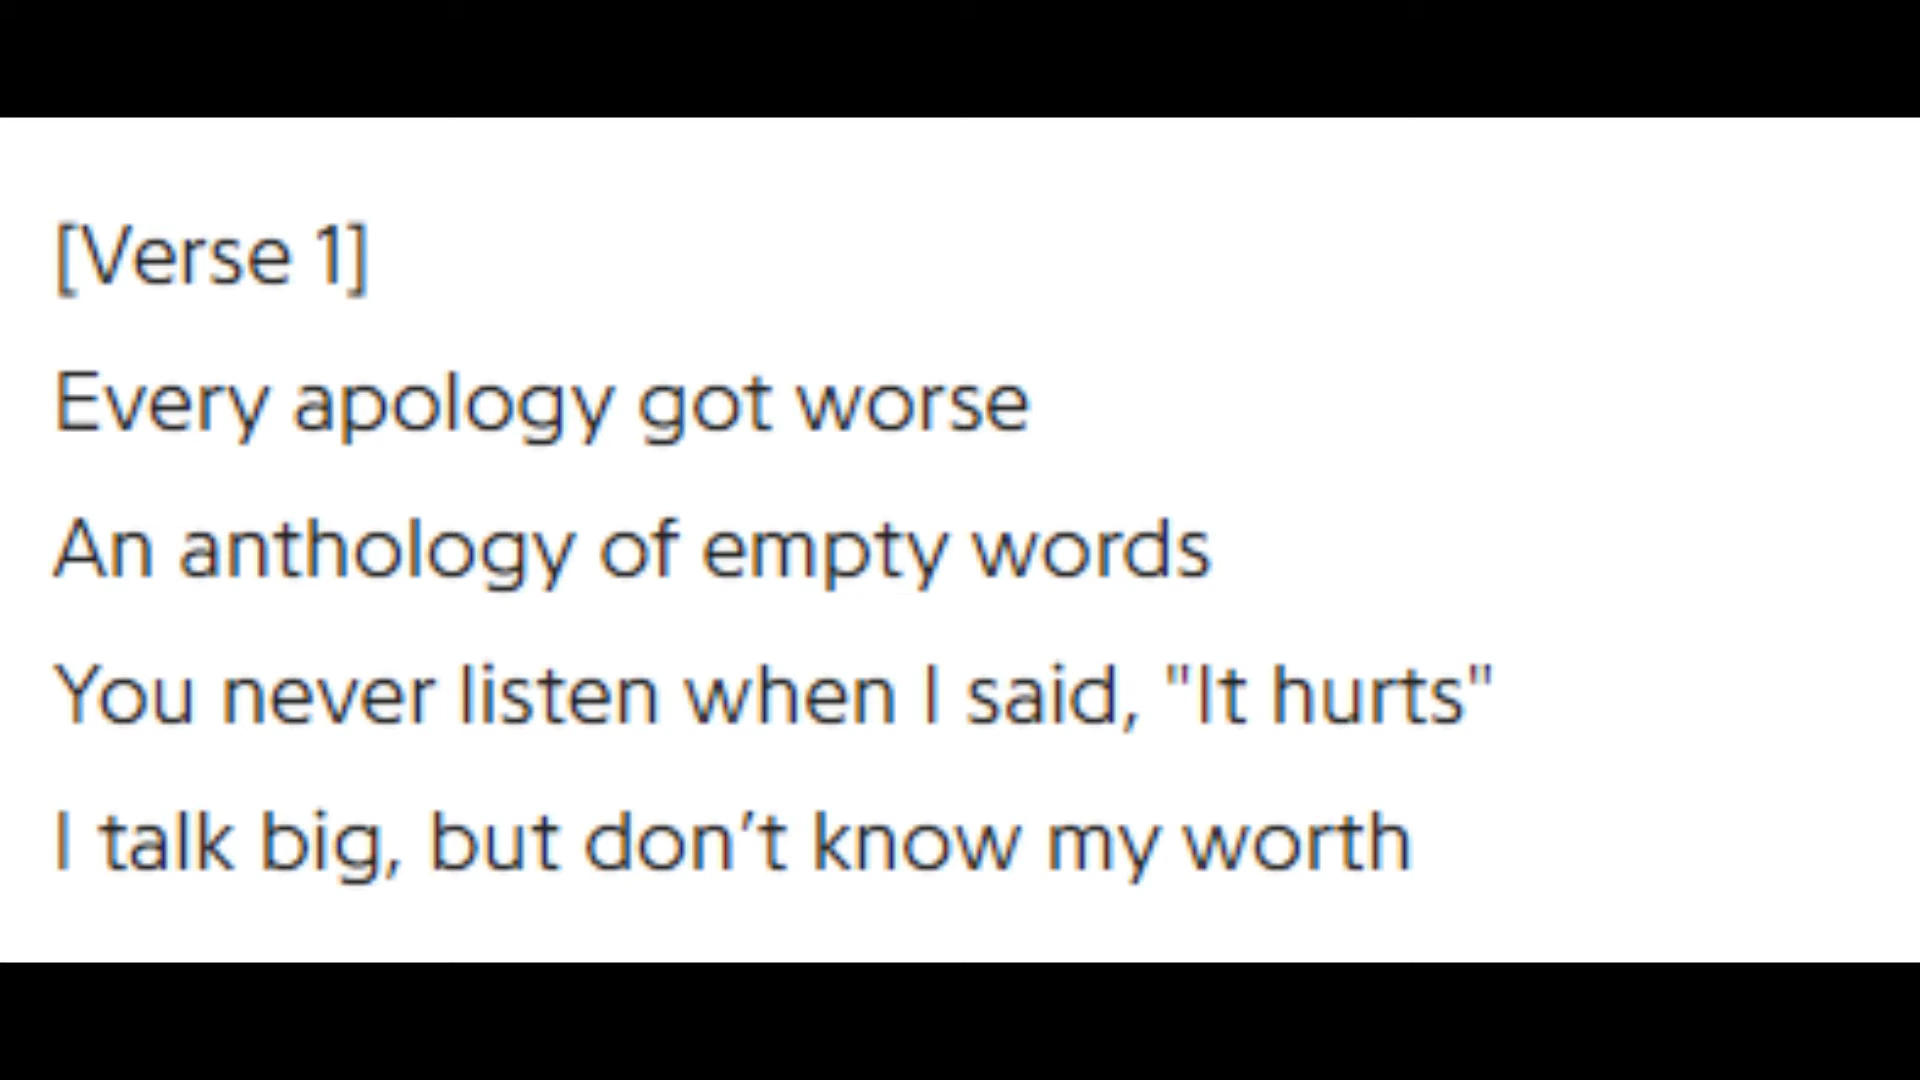 [Verse 1]
Every apology got worse
An anthology of empty words
You never listen when I said, "It hurts"
I talk big, but don’t know my worth